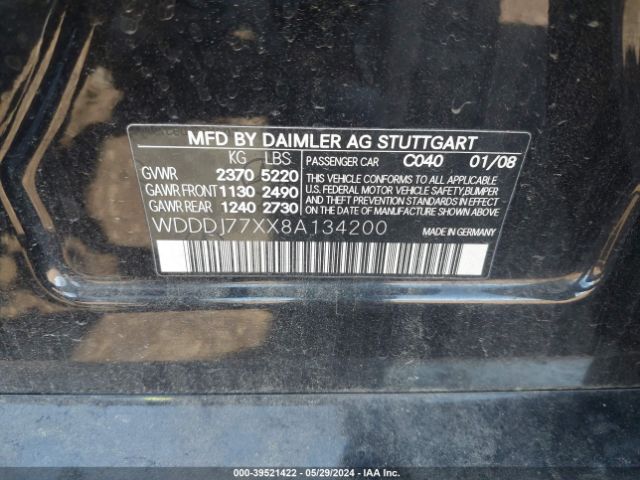 MFD BY DAIMLER AG STUTTGART
KG LBS
GVWR 2370 5220
GAWR FRONT 1130 2490
GAWR REAR 1240 2730
PASSENGER CAR C040 01/08
THIS VEHICLE CONFORMS TO ALL APPLICABLE
U.S. FEDERAL MOTOR VEHICLE SAFETY, BUMPER
AND THEFT PREVENTION STANDARDS IN EFFECT ON THE
DATE OF MANUFACTURE SHOWN ABOVE.
WDDDJ77XX8A134200 MADE IN GERMANY
000-39521422 - 05/29/2024 - IAA Inc.